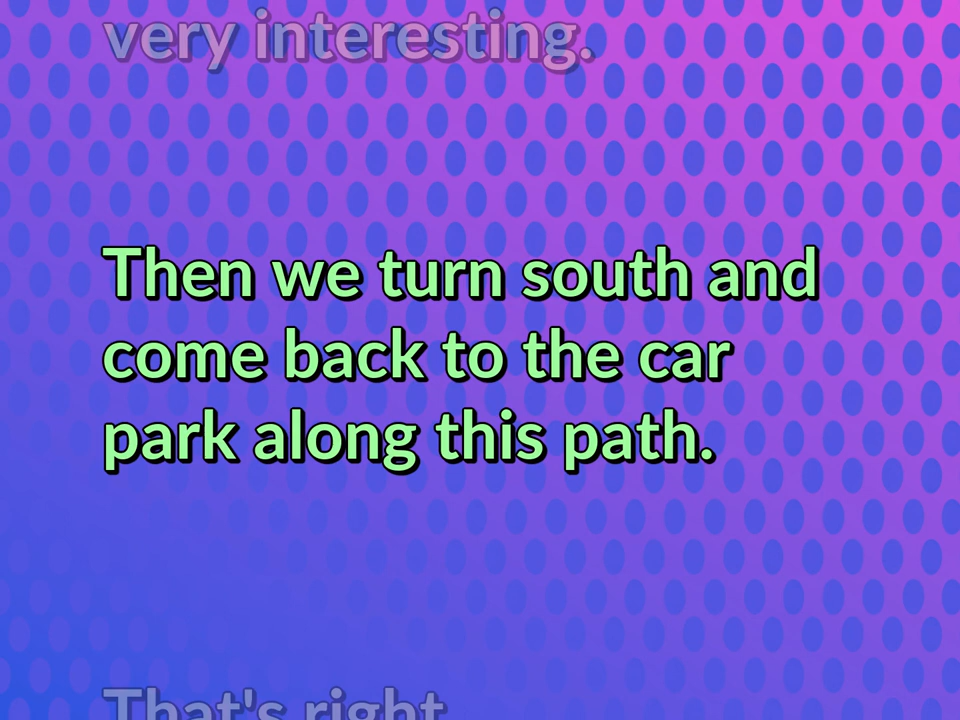 very interesting.
Then we turn south and
come back to the car
park along this path.
That's right